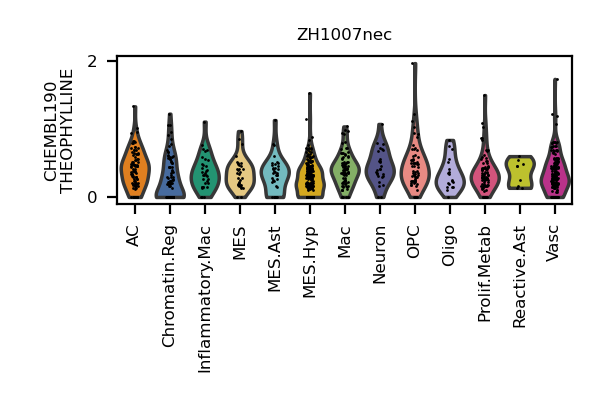 ZH1007nec
CHEMBL190
THEOPHYLLINE
2
0
AC
Chromatin.Reg
Inflammatory.Mac
MES
MES.Ast
MES.Hyp
Mac
Neuron
OPC
Oligo
Prolif.Metab
Reactive.Ast
Vasc